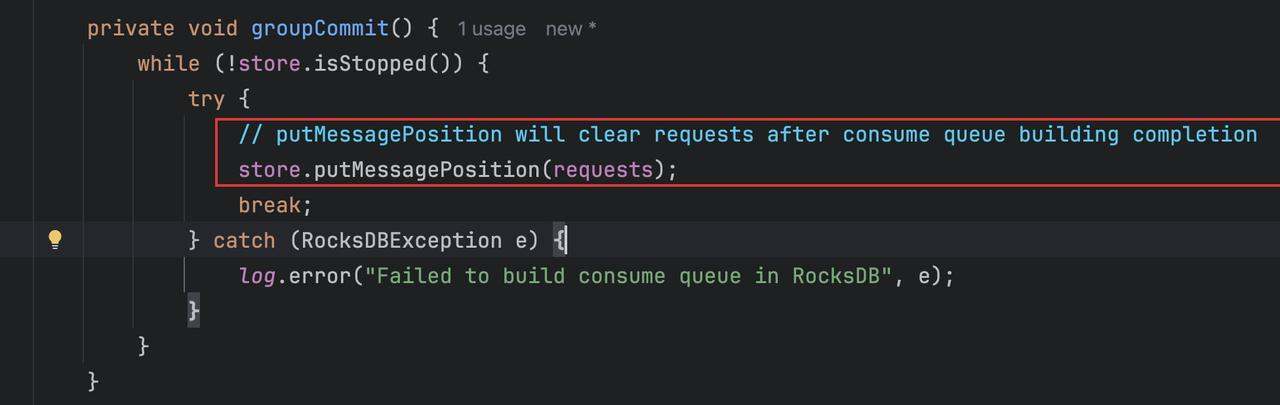 private void groupCommit() { 1 usage new *
while (!store.isStopped()) {
try {
// putMessagePosition will clear requests after consume queue building completion
store.putMessagePosition(requests);
break;
} catch (RocksDBException e) {
log.error("Failed to build consume queue in RocksDB", e);
}
}
}